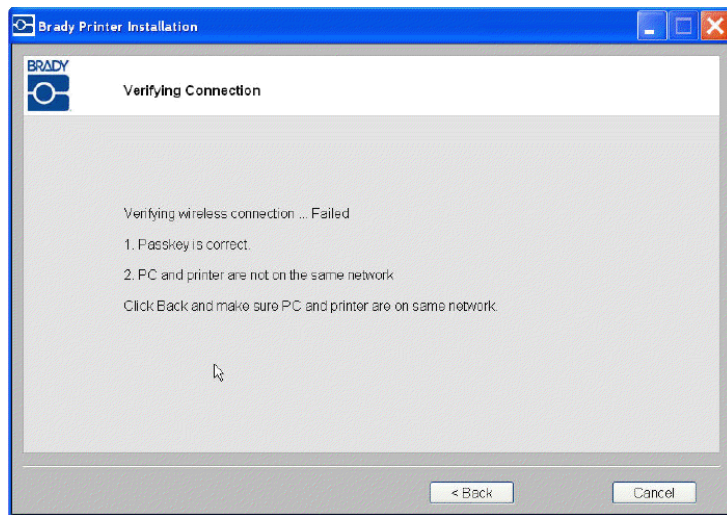 Brady Printer Installation
BRADY
Verifying Connection
Verifying wireless connection ... Failed
1. Passkey is correct.
2. PC and printer are not on the same network
Click Back and make sure PC and printer are on same network.
< Back
Cancel